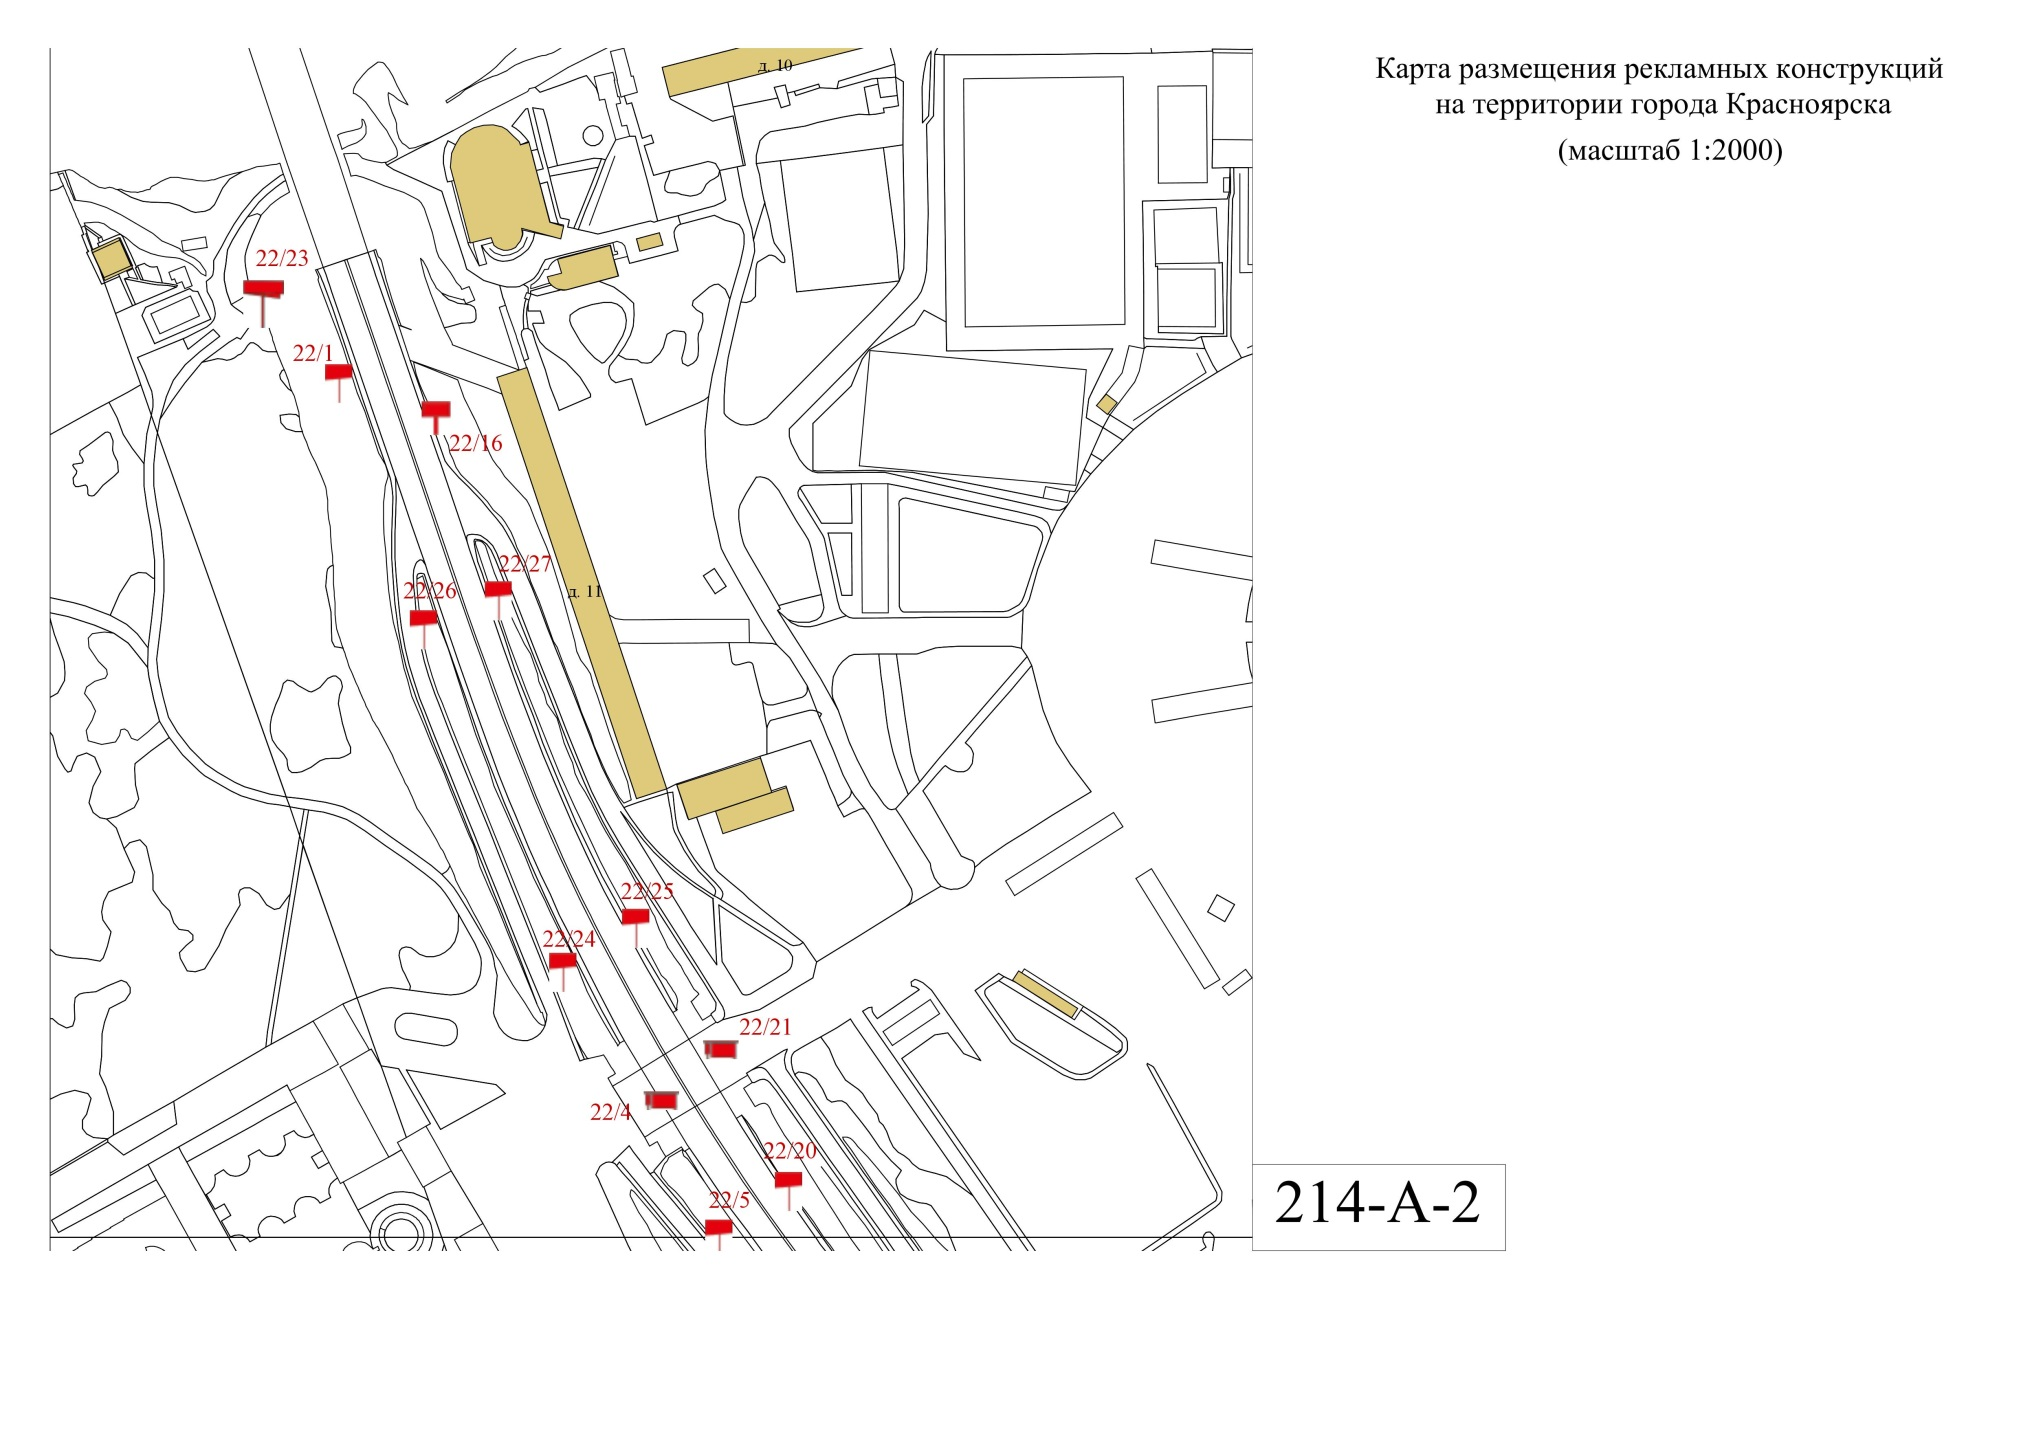 Карта размещения рекламных конструкций
на территории города Красноярска
(масштаб 1:2000)
д. 10
22/23
22/1
22/16
22/27
22/26
д. 11
22/25
22/24
22/21
22/4
22/20
22/5
214-А-2